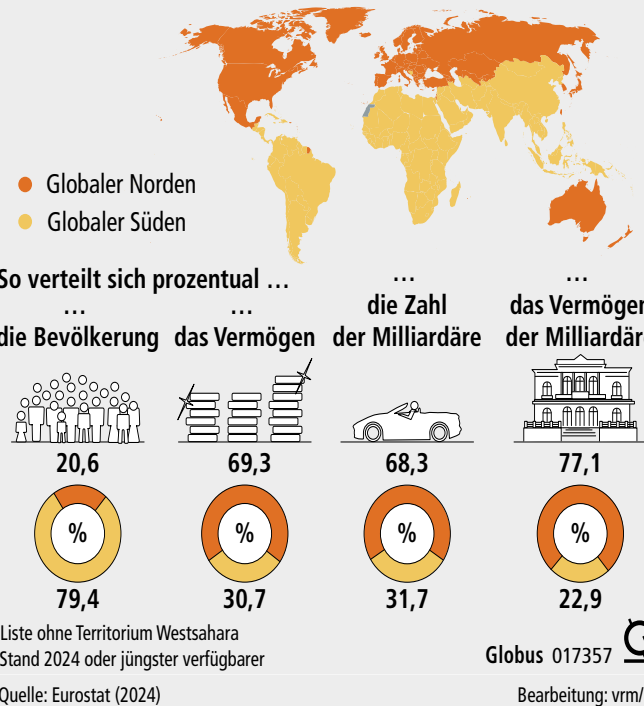 Globaler Norden
Globaler Süden
So verteilt sich prozentual ...
... die Bevölkerung
20,6
%
79,4
... das Vermögen
69,3
%
30,7
... die Zahl
der Milliardäre
68,3
%
31,7
... das Vermögen
der Milliardär
77,1
%
22,9
Liste ohne Territorium Westsahara
Stand 2024 oder jüngster verfügbarer
Globus 017357
Quelle: Eurostat (2024)
Bearbeitung: vrm/